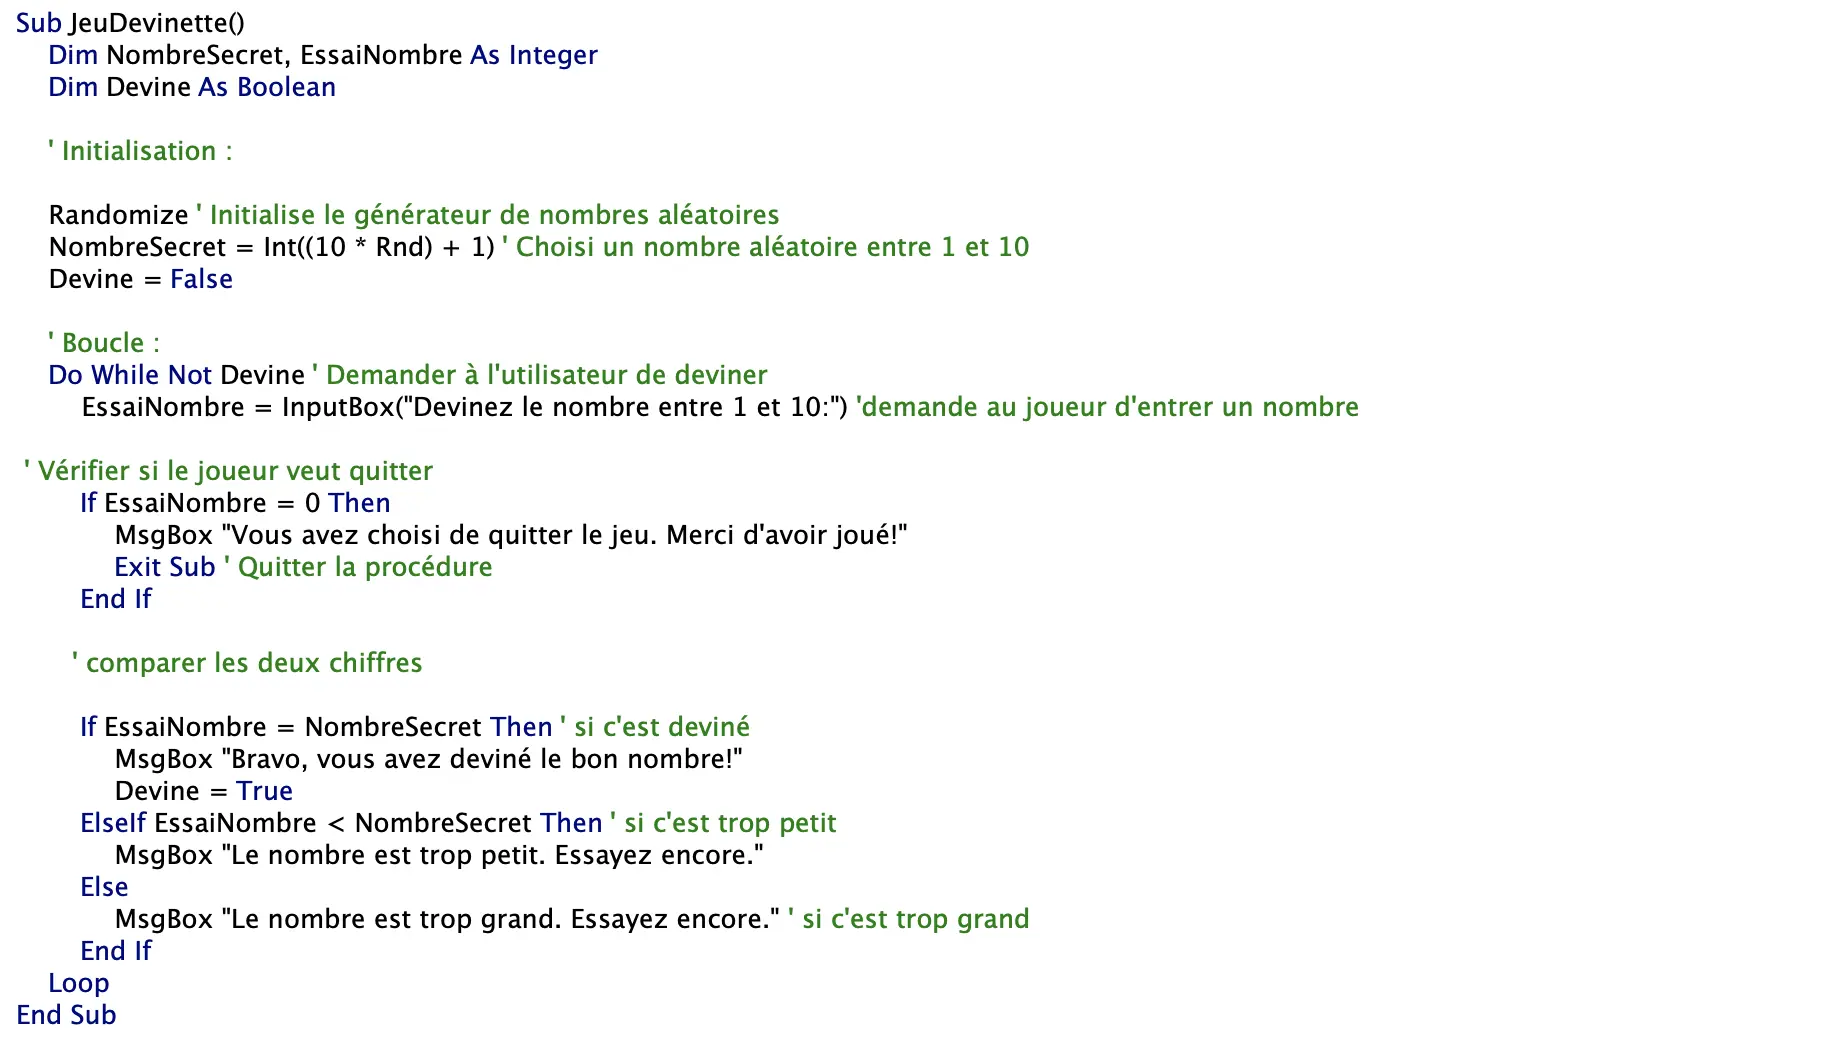 Sub JeuDevinette()
Dim NombreSecret, EssaiNombre As Integer
Dim Devine As Boolean
' Initialisation :
Randomize ' Initialise le générateur de nombres aléatoires
NombreSecret = Int((10 * Rnd) + 1) ' Choisi un nombre aléatoire entre 1 et 10
Devine = False
' Boucle :
Do While Not Devine ' Demander à l'utilisateur de deviner
EssaiNombre = InputBox("Devinez le nombre entre 1 et 10:") 'demande au joueur d'entrer un nombre
' Vérifier si le joueur veut quitter
If EssaiNombre = 0 Then
MsgBox "Vous avez choisi de quitter le jeu. Merci d'avoir joué!"
Exit Sub ' Quitter la procédure
End If
' comparer les deux chiffres
If EssaiNombre = NombreSecret Then ' si c'est deviné
MsgBox "Bravo, vous avez deviné le bon nombre!"
Devine = True
ElseIf EssaiNombre < NombreSecret Then ' si c'est trop petit
MsgBox "Le nombre est trop petit. Essayez encore."
Else
MsgBox "Le nombre est trop grand. Essayez encore." ' si c'est trop grand
End If
Loop
End Sub